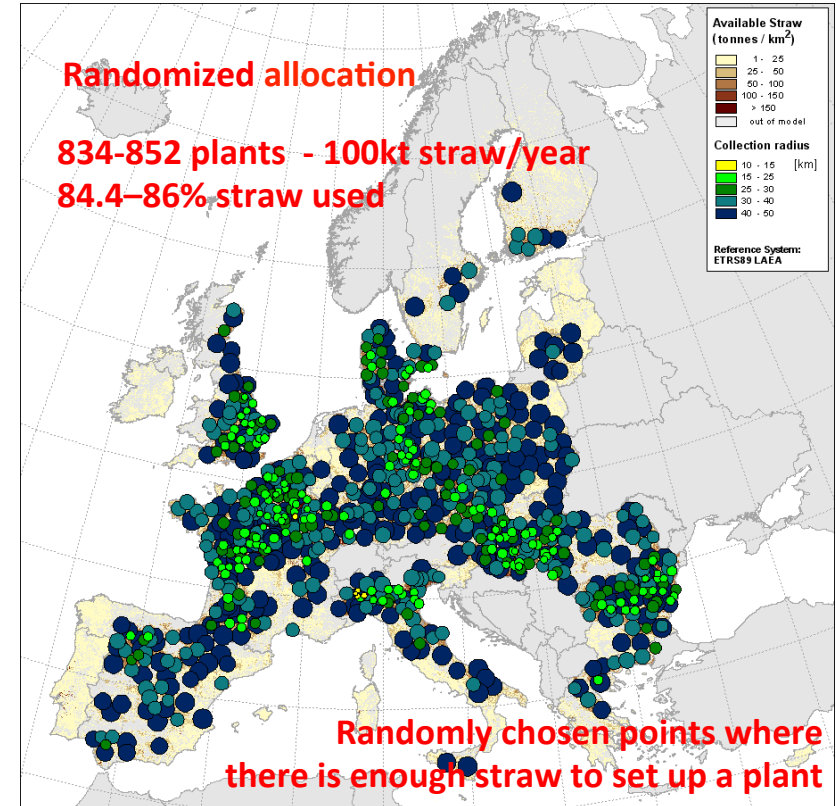 Randomized allocation
834-852 plants - 100kt straw/year
84.4–86% straw used
Available Straw
(tonnes / km2)
1 - 25
25 - 50
50 - 100
100 - 150
> 150
out of model
Collection radius
10 - 15 [km]
15 - 25
25 - 30
30 - 40
40 - 50
Reference System:
ETRS89 LAEA
Randomly chosen points where
there is enough straw to set up a plant